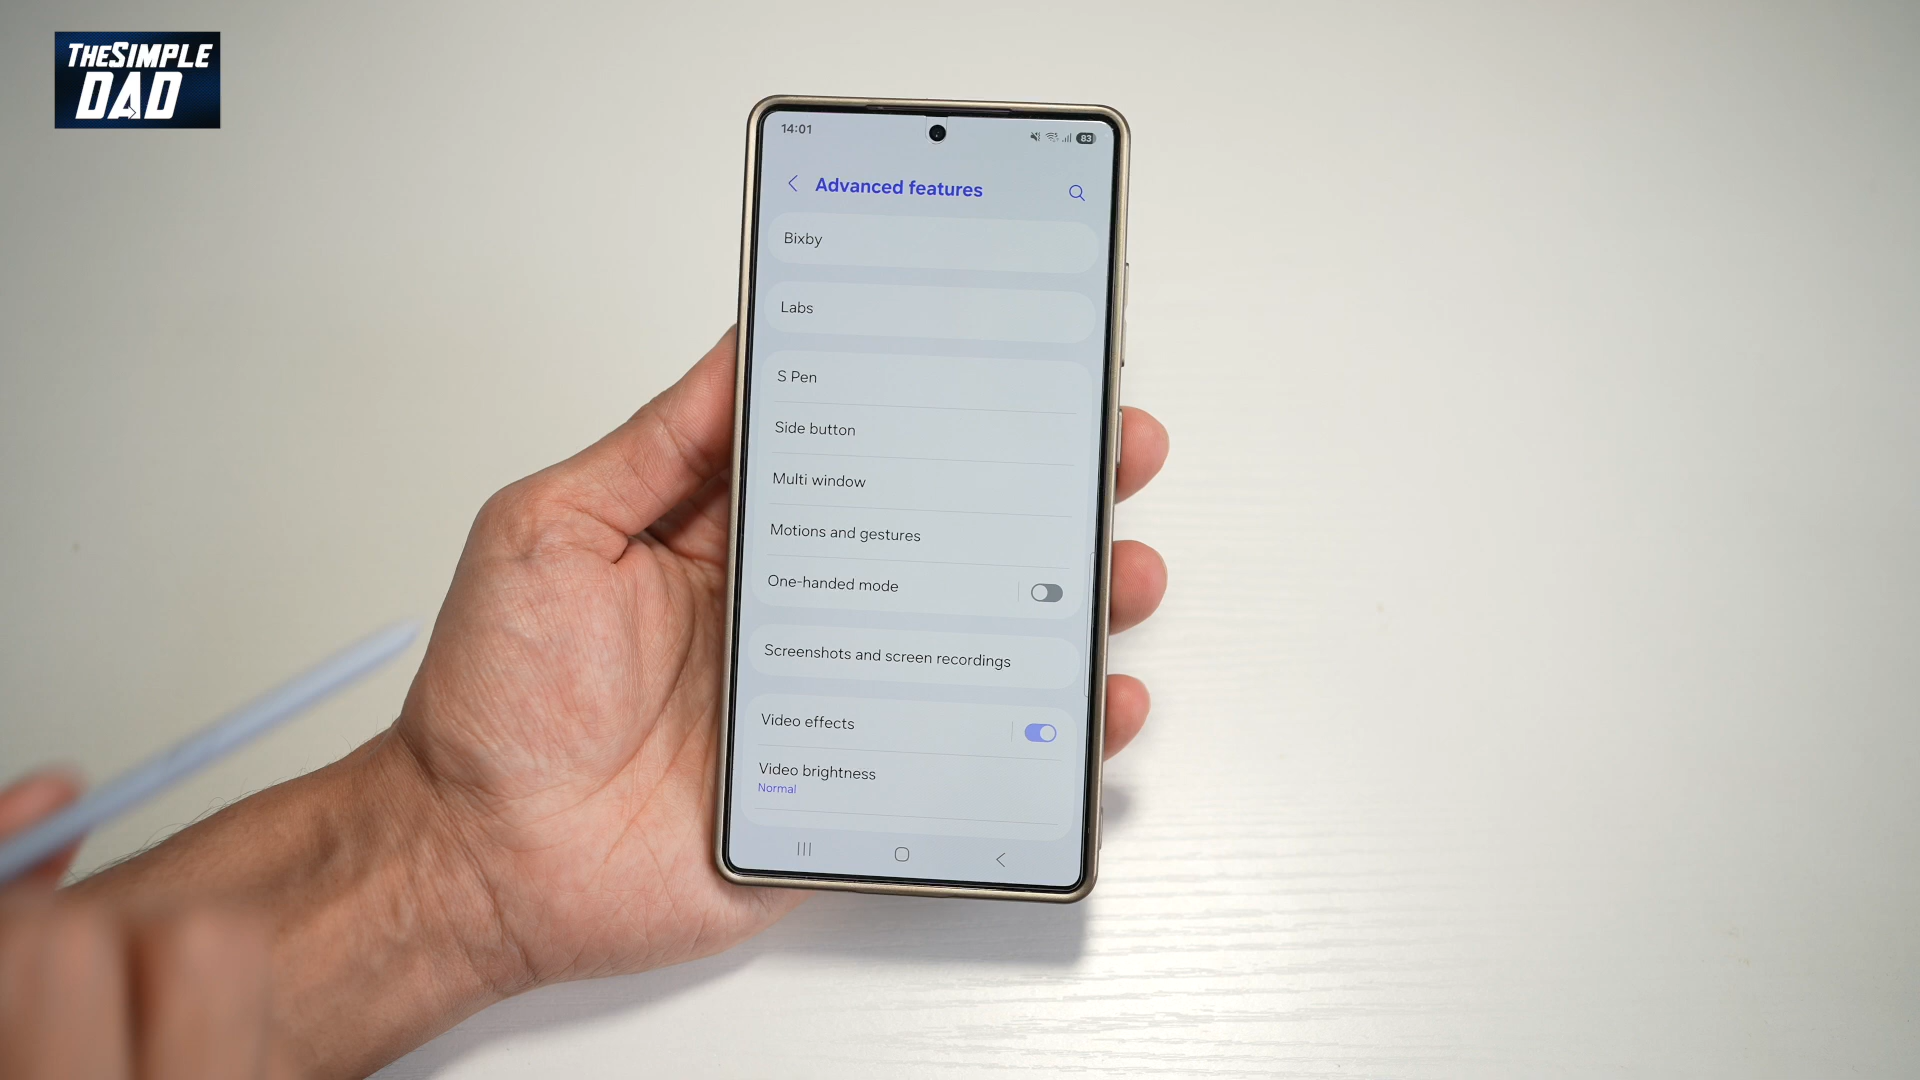 THESIMPLE
DAD
14:01
83
Advanced features
Bixby
Labs
S Pen
Side button
Multi window
Motions and gestures
One-handed mode
Screenshots and screen recordings
Video effects
Video brightness
Normal